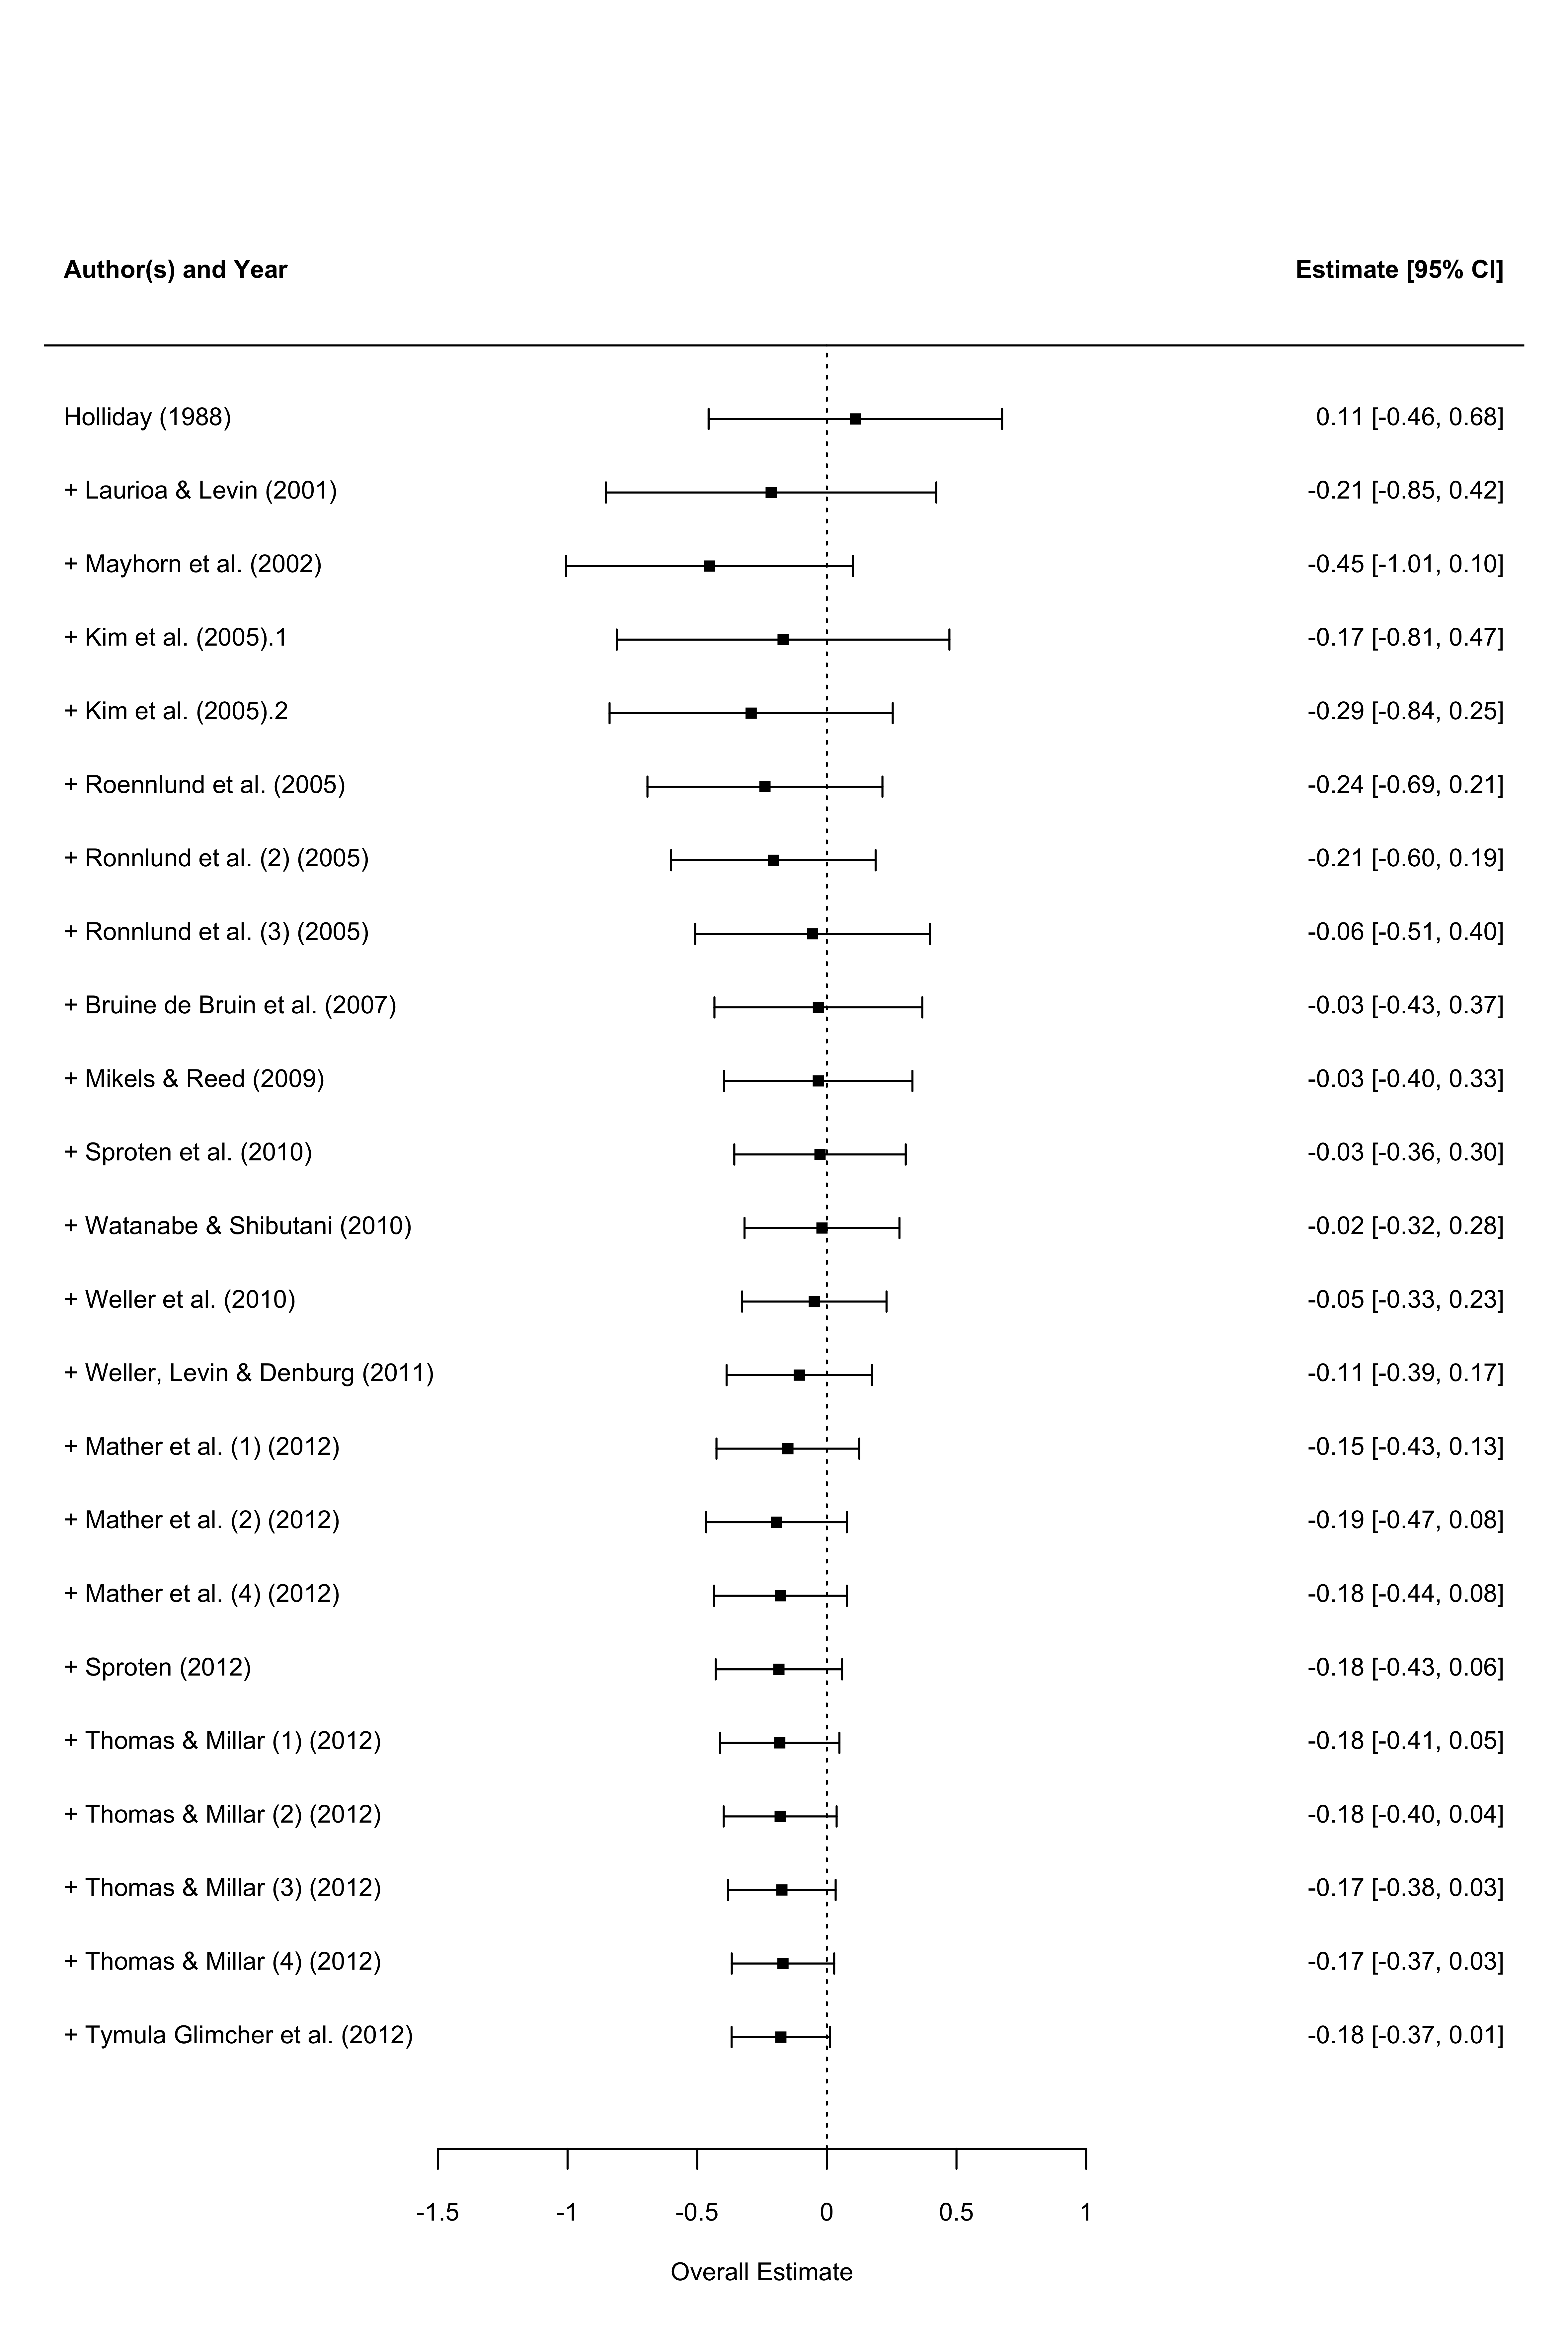 Author(s) and Year Estimate [95% CI]
Holliday (1988) 0.11 [-0.46, 0.68]
+ Laurioa & Levin (2001) -0.21 [-0.85, 0.42]
+ Mayhorn et al. (2002) -0.45 [-1.01, 0.10]
+ Kim et al. (2005).1 -0.17 [-0.81, 0.47]
+ Kim et al. (2005).2 -0.29 [-0.84, 0.25]
+ Roennlund et al. (2005) -0.24 [-0.69, 0.21]
+ Ronnlund et al. (2) (2005) -0.21 [-0.60, 0.19]
+ Ronnlund et al. (3) (2005) -0.06 [-0.51, 0.40]
+ Bruine de Bruin et al. (2007) -0.03 [-0.43, 0.37]
+ Mikels & Reed (2009) -0.03 [-0.40, 0.33]
+ Sproten et al. (2010) -0.03 [-0.36, 0.30]
+ Watanabe & Shibutani (2010) -0.02 [-0.32, 0.28]
+ Weller et al. (2010) -0.05 [-0.33, 0.23]
+ Weller, Levin & Denburg (2011) -0.11 [-0.39, 0.17]
+ Mather et al. (1) (2012) -0.15 [-0.43, 0.13]
+ Mather et al. (2) (2012) -0.19 [-0.47, 0.08]
+ Mather et al. (4) (2012) -0.18 [-0.44, 0.08]
+ Sproten (2012) -0.18 [-0.43, 0.06]
+ Thomas & Millar (1) (2012) -0.18 [-0.41, 0.05]
+ Thomas & Millar (2) (2012) -0.18 [-0.40, 0.04]
+ Thomas & Millar (3) (2012) -0.17 [-0.38, 0.03]
+ Thomas & Millar (4) (2012) -0.17 [-0.37, 0.03]
+ Tymula Glimcher et al. (2012) -0.18 [-0.37, 0.01]
-1.5 -1 -0.5 0 0.5 1
Overall Estimate